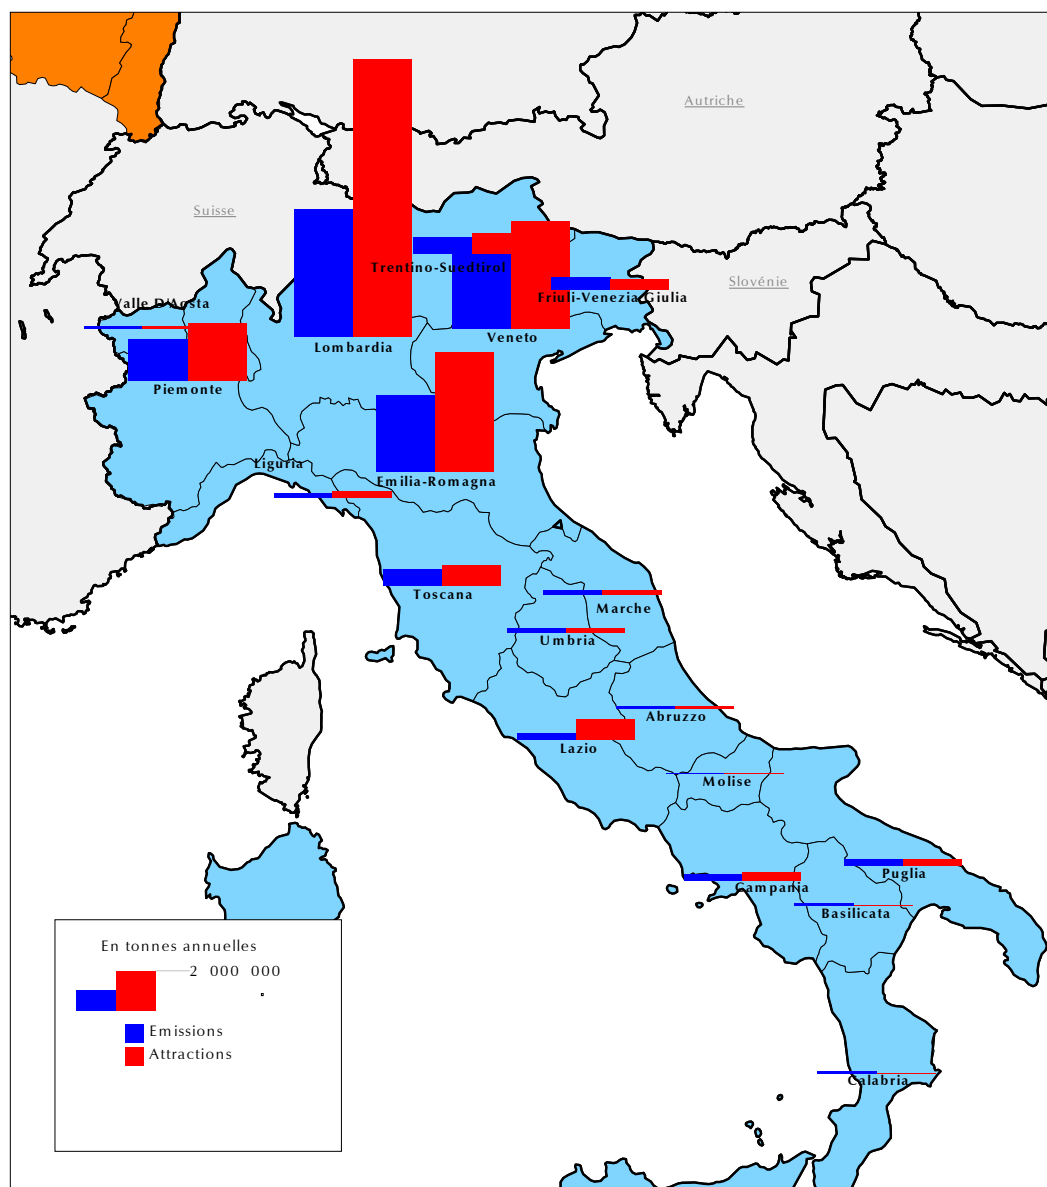 Autriche
Suisse
Trentino-Suedtirol
Slovénie
Friuli-Venezia Giulia
Valle D'Aosta
Veneto
Lombardia
Piemonte
Liguria
Emilia-Romagna
Toscana
Marche
Umbria
Abruzzo
Lazio
Molise
Puglia
Campania
Basilicata
En tonnes annuelles
2 000 000
Emissions
Attractions
Calabria